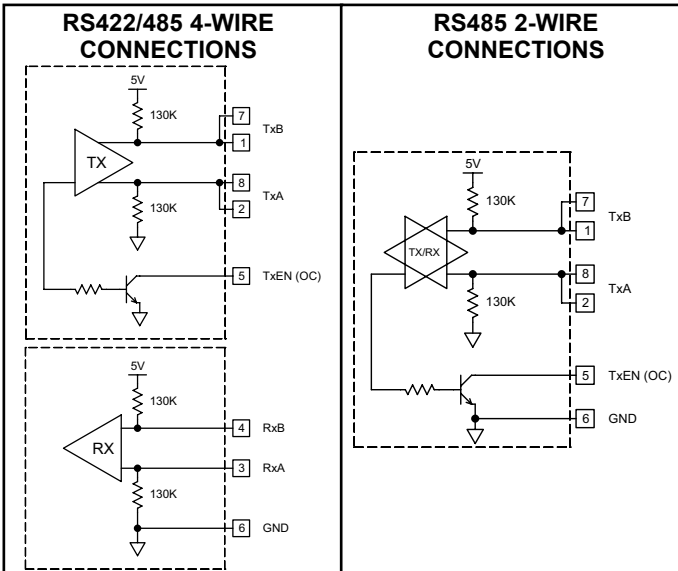 RS422/485 4-WIRE
CONNECTIONS
5V
130K
7
TxB
1
TX
8
TxA
2
130K
5
TxEN (OC)
5V
130K
4
RxB
RX
3
RxA
130K
6
GND
RS485 2-WIRE
CONNECTIONS
5V
130K
7
TxB
1
TX/RX
8
TxA
2
130K
5
TxEN (OC)
6
GND